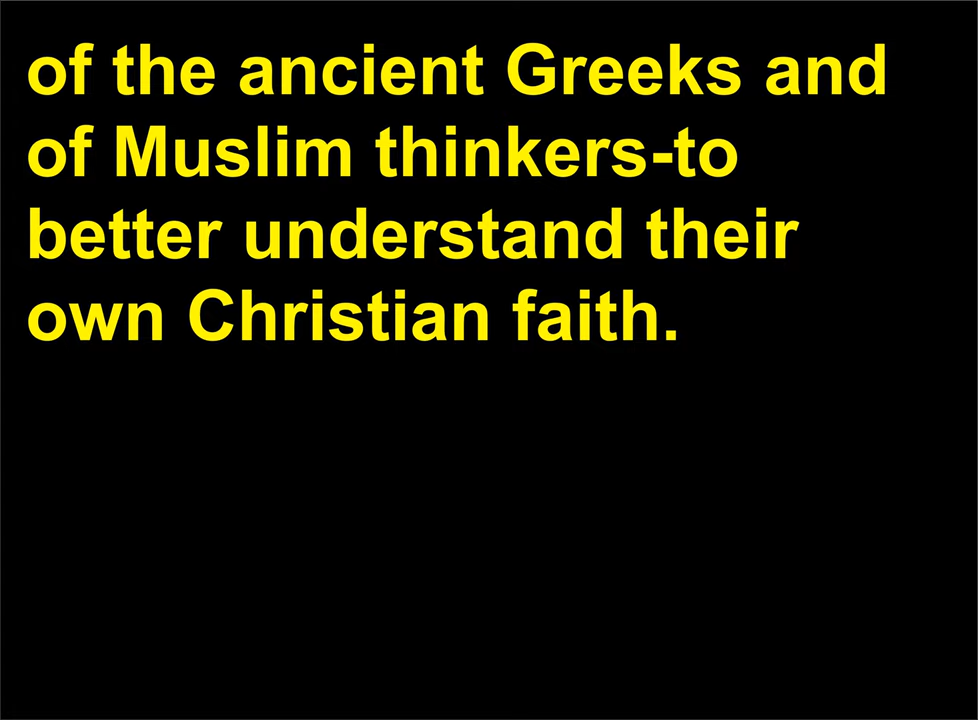 of the ancient Greeks and
of Muslim thinkers-to
better understand their
own Christian faith.